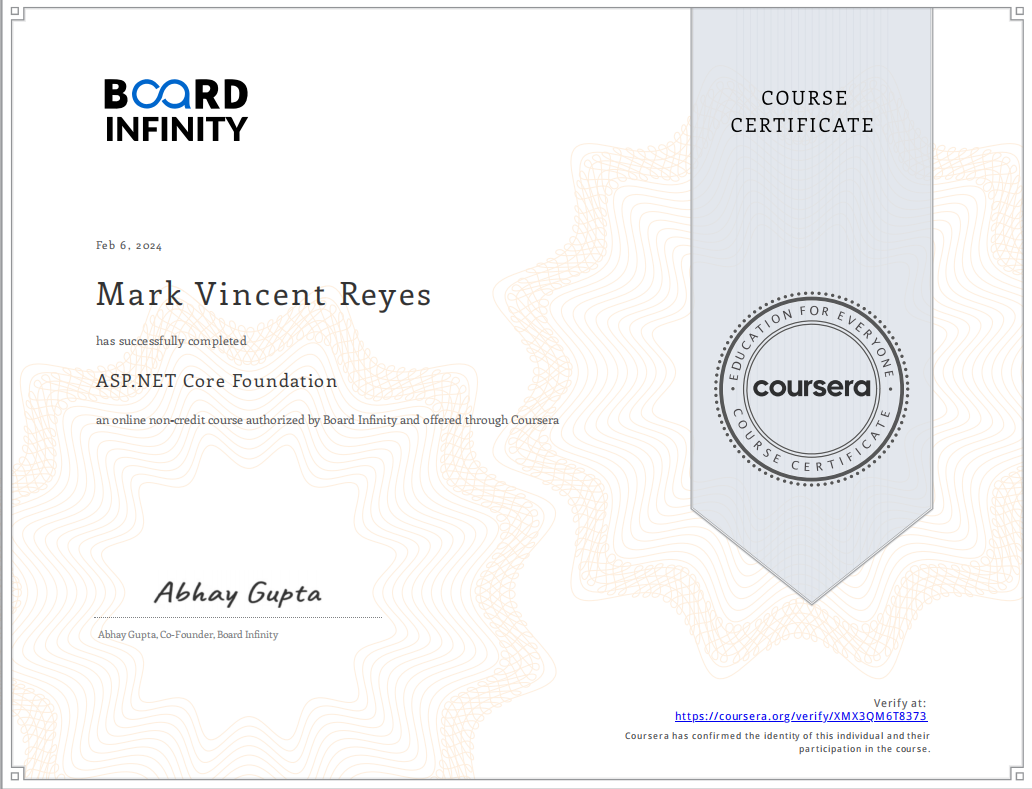 BOARD
INFINITY
COURSE
CERTIFICATE
Feb 6, 2024
Mark Vincent Reyes
has successfully completed
ASP.NET Core Foundation
an online non-credit course authorized by Board Infinity and offered through Coursera
EDUCATION FOR EVERYONE
coursera
COURSE CERTIFICATE
Abhay Gupta
Abhay Gupta, Co-Founder, Board Infinity
Verify at:
https://coursera.org/verify/XMX3QM6T8373
Coursera has confirmed the identity of this individual and their
participation in the course.